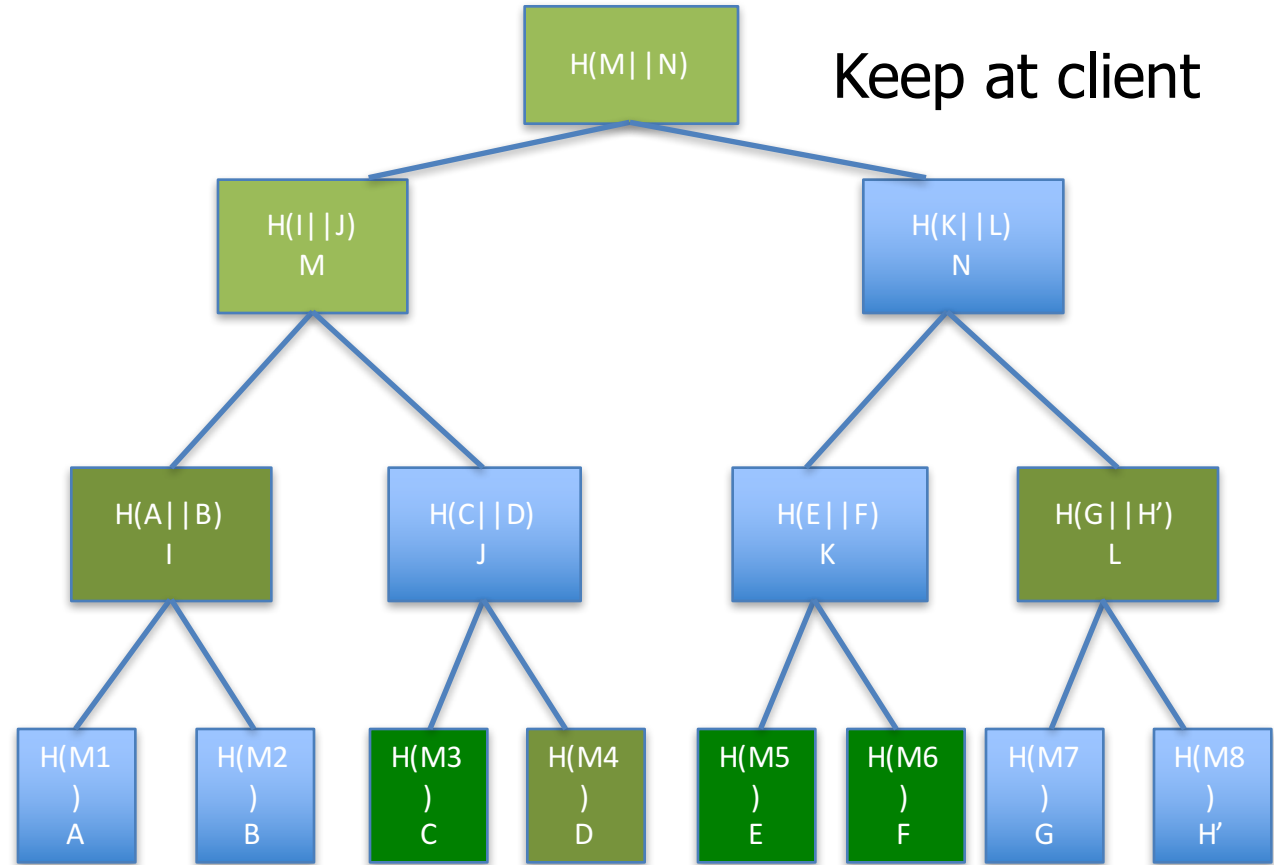 H(M||N)
Keep at client
H(I||J)
M
H(K||L)
N
H(A||B)
I
H(C||D)
J
H(E||F)
K
H(G||H’)
L
H(M1
)
A
H(M2
)
B
H(M3
)
C
H(M4
)
D
H(M5
)
E
H(M6
)
F
H(M7
)
G
H(M8
)
H’